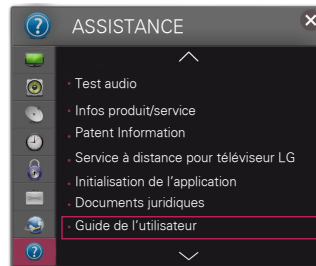 ASSISTANCE
Test audio
Infos produit/service
Patent Information
Service à distance pour téléviseur LG
Initialisation de l'application
Documents juridiques
Guide de l'utilisateur